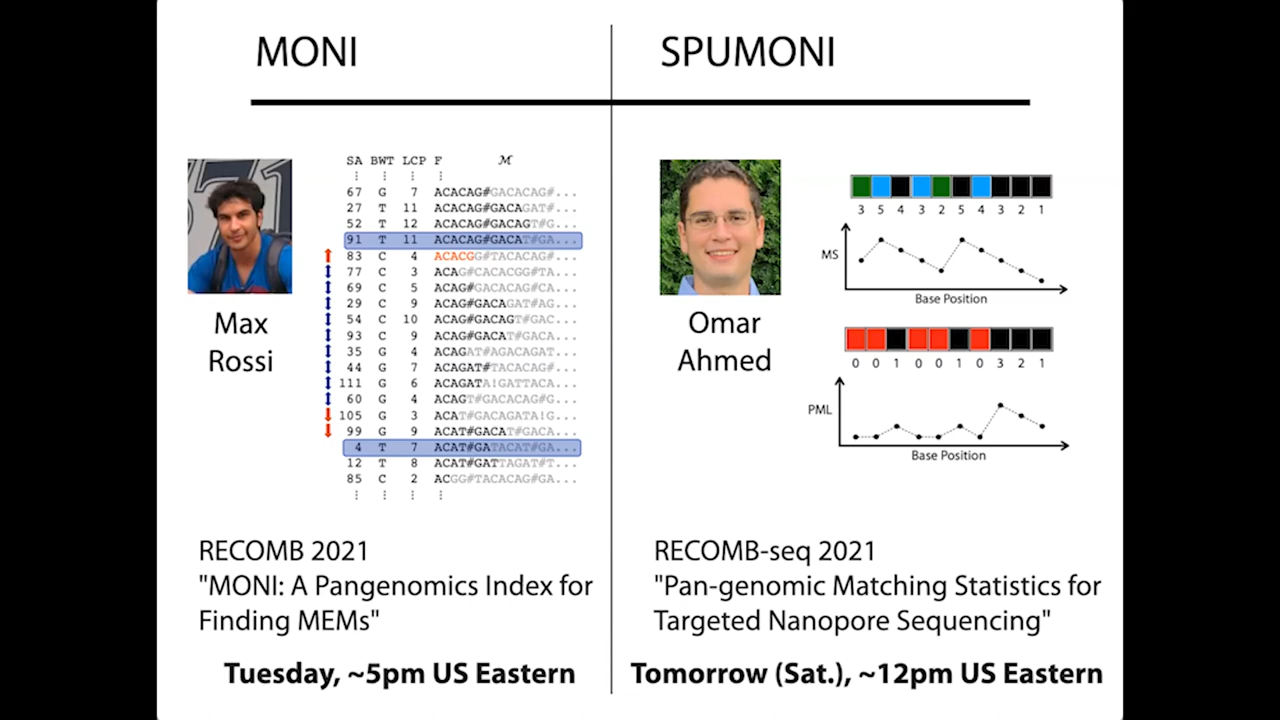 MONI
SPUMONI
Max
Rossi
SA BWT LCP F ℳ
⋮ ⋮ ⋮ ⋮
67 G 7 ACACAG#GACACAG#...
27 T 11 ACACAG#GACAGAT#...
52 T 12 ACACAG#GACAGT#G...
91 T 11 ACACAG#GACAT#GA...
83 C 4 ACACGG#TACACAG#...
77 C 3 ACAG#CACACGG#TA...
69 C 5 ACAG#GACACAG#CA...
29 C 9 ACAG#GACAGAT#AG...
54 C 10 ACAG#GACAGT#GAC...
93 C 9 ACAG#GACAT#GACA...
35 G 4 ACAGAT#AGACAGAT...
44 G 7 ACAGAT#TACACAG#...
111 G 6 ACAGATA!GATTACA...
60 G 4 ACAGT#GACACAG#G...
105 G 3 ACAT#GACAGATA!G...
99 G 9 ACAT#GACAT#GACA...
4 T 7 ACAT#GATACAT#GA...
12 T 8 ACAT#GATTAGAT#T...
85 C 2 ACGG#TACACAG#GA...
⋮ ⋮ ⋮ ⋮
RECOMB 2021
"MONI: A Pangenomics Index for
Finding MEMs"
Tuesday, ~5pm US Eastern
Omar
Ahmed
3 5 4 3 2 5 4 3 2 1
MS
Base Position
0 0 1 0 0 1 0 3 2 1
PML
Base Position
RECOMB-seq 2021
"Pan-genomic Matching Statistics for
Targeted Nanopore Sequencing"
Tomorrow (Sat.), ~12pm US Eastern